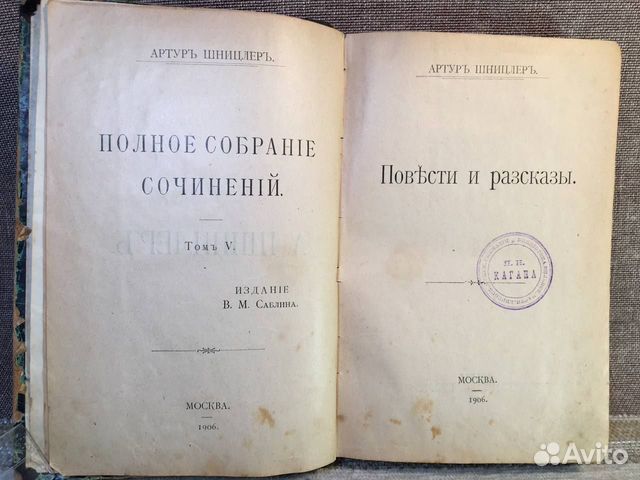 АРТУРЪ ШНИЦЛЕРЪ.
ПОЛНОЕ СОБРАНІЕ
СОЧИНЕНІЙ.
Томъ V.
ИЗДАНІЕ
В. М. Саблина.
МОСКВА.
1906.
АРТУРЪ ШНИЦЛЕРЪ.
Повѣсти и разсказы.
КАГАНА
МОСКВА.
1906.
Avito